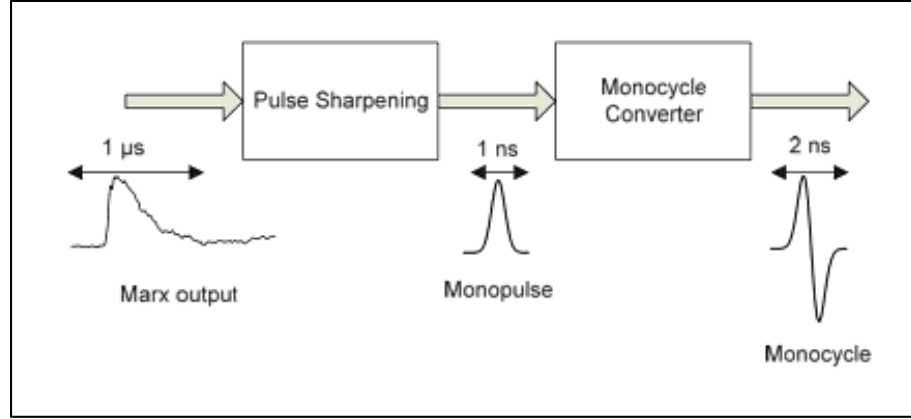 Pulse Sharpening
Monocycle
Converter
1 μs
1 ns
2 ns
Marx output
Monopulse
Monocycle